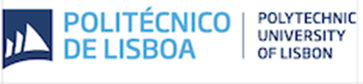 POLITÉCNICO
DE LISBOA
POLYTECHNIC
UNIVERSITY
OF LISBON